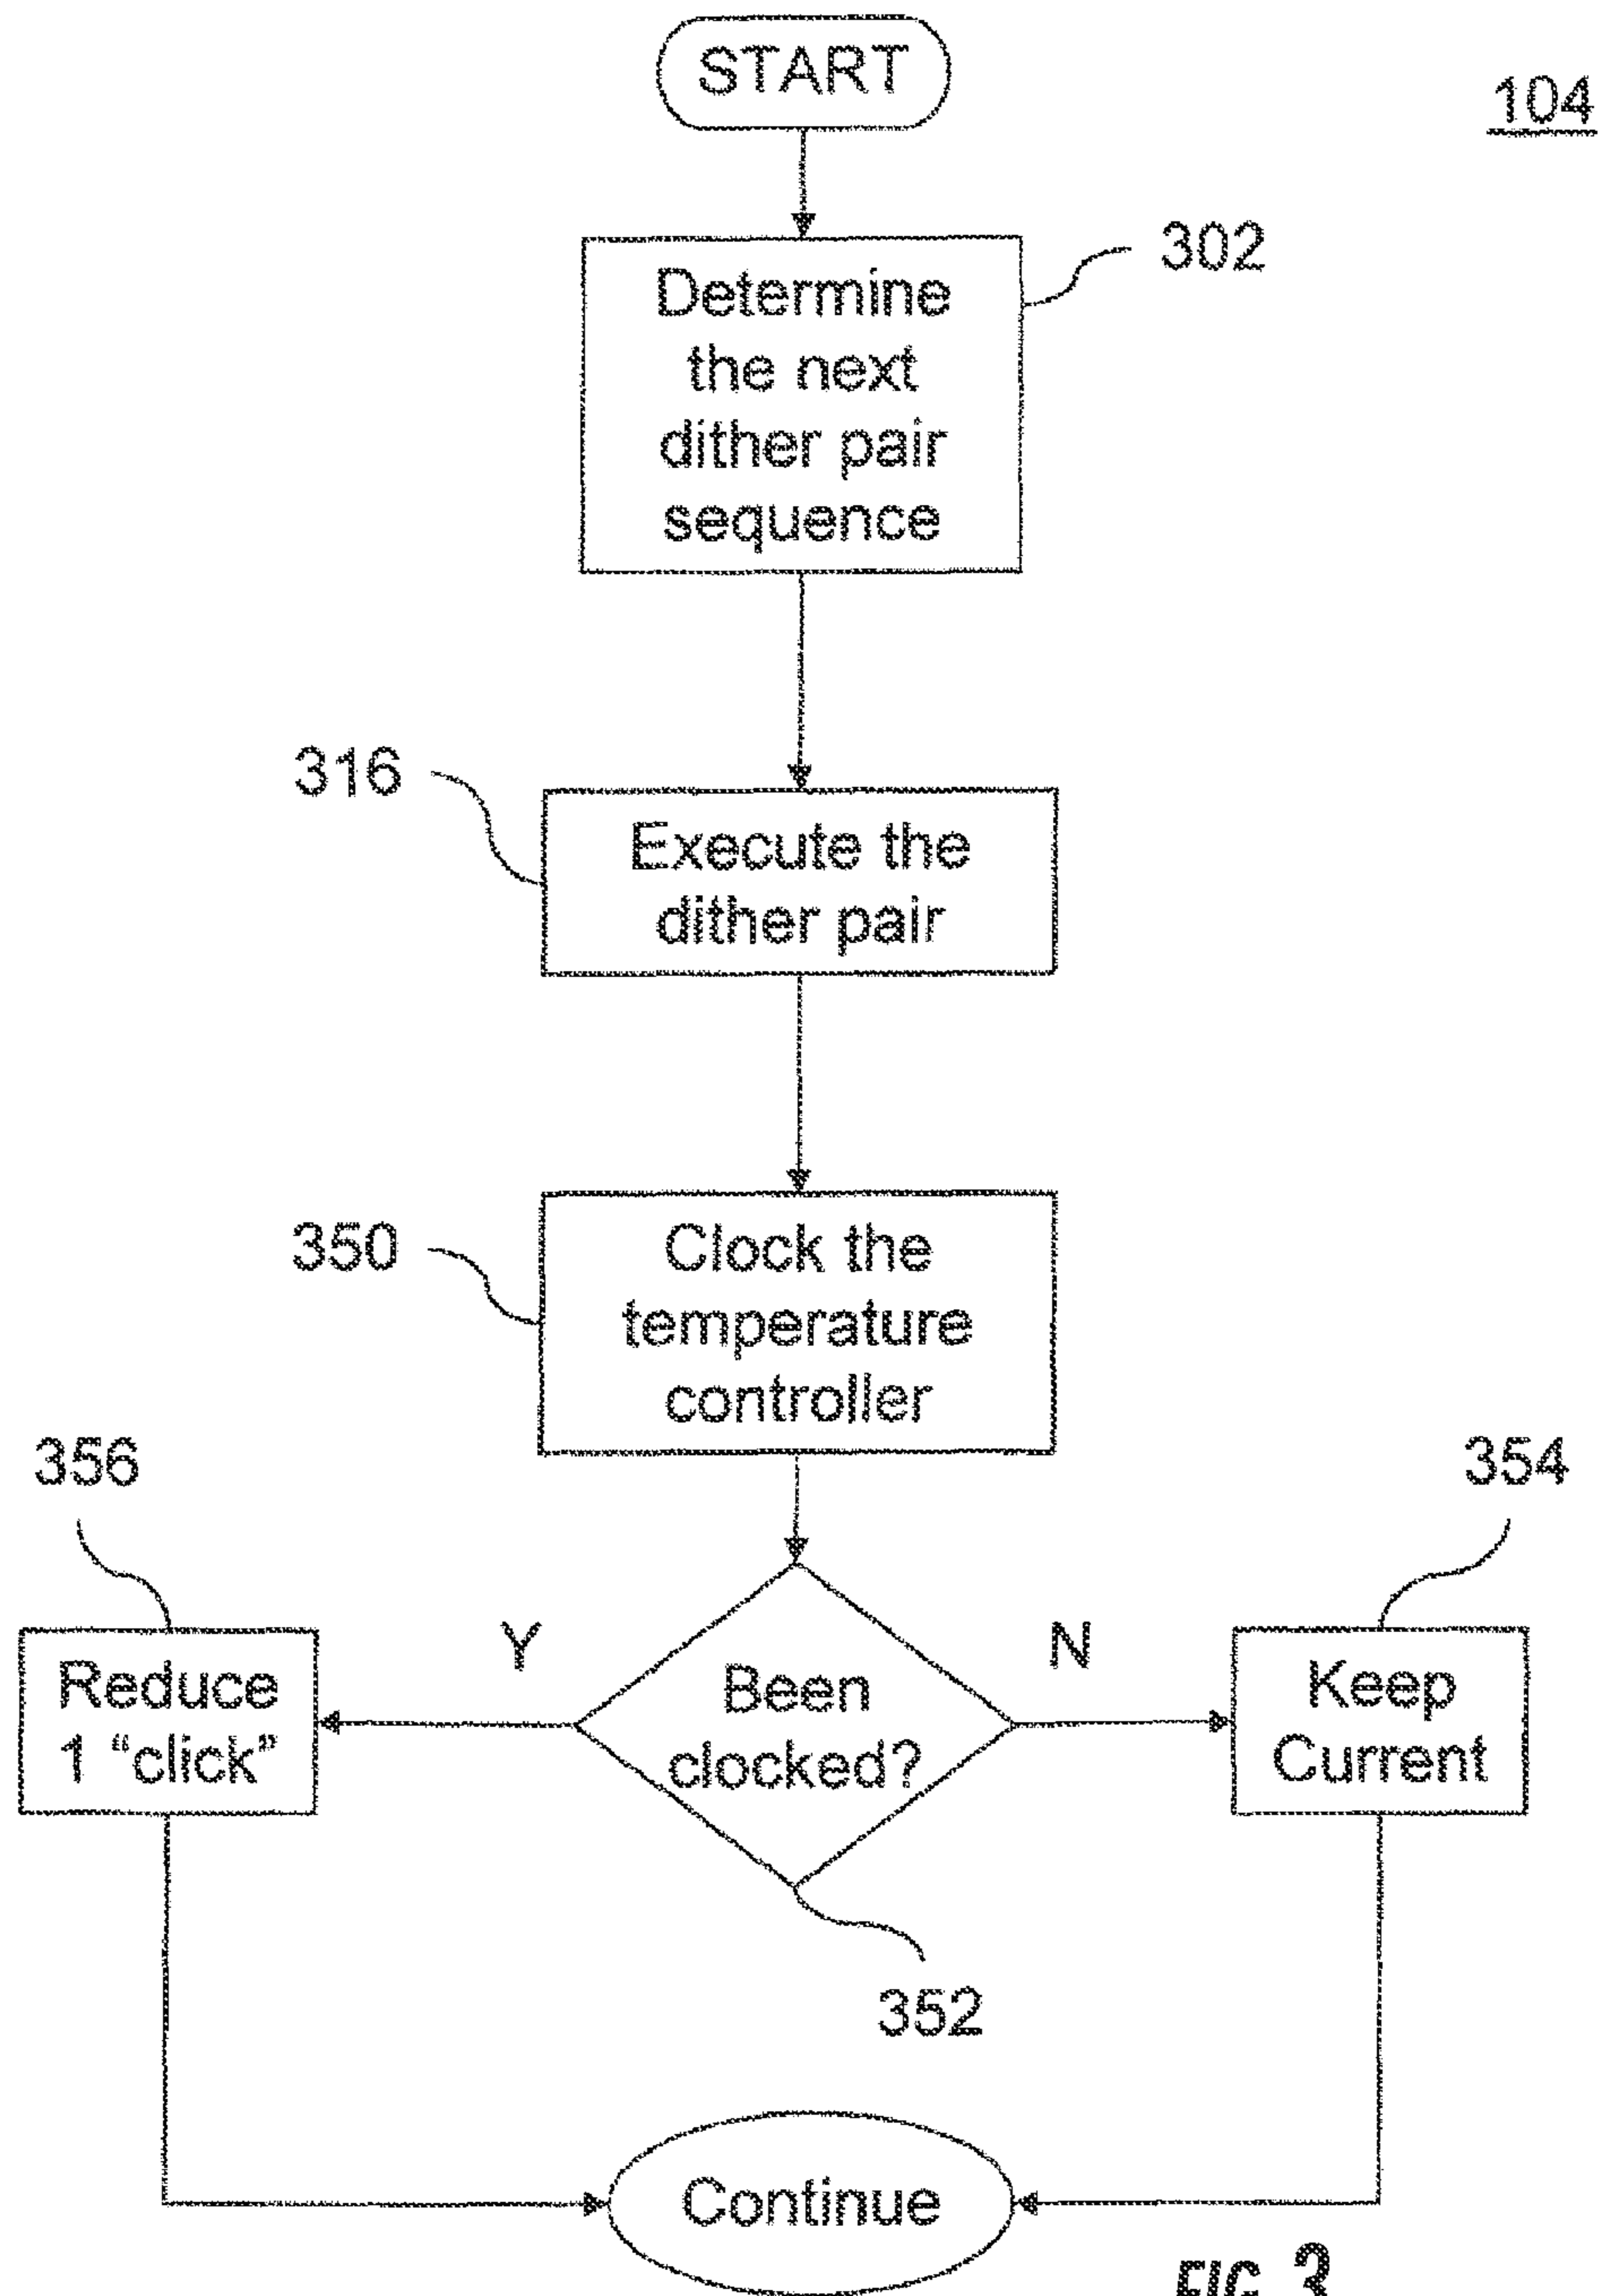 START
104
302
Determine
the next
dither pair
sequence
316
Execute the
dither pair
350
Clock the
temperature
controller
356
354
Y
N
Reduce
1 “click”
Been
clocked?
Keep
Current
352
Continue
FIG. 3